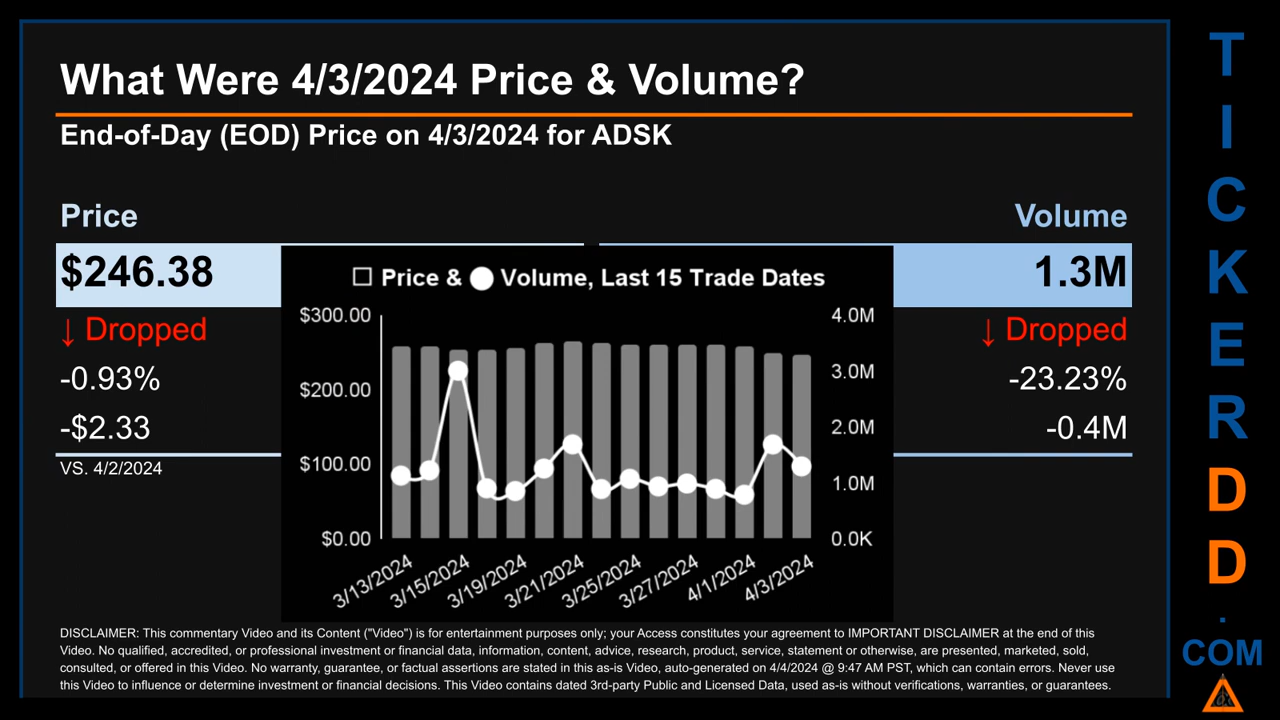 What Were 4/3/2024 Price & Volume?
End-of-Day (EOD) Price on 4/3/2024 for ADSK
Price
Volume
$246.38
1.3M
↓ Dropped
↓ Dropped
-0.93%
-23.23%
-$2.33
-0.4M
VS. 4/2/2024
Price & Volume, Last 15 Trade Dates
$300.00
$200.00
$100.00
$0.00
4.0M
3.0M
2.0M
1.0M
0.0K
3/13/2024
3/15/2024
3/19/2024
3/21/2024
3/25/2024
3/27/2024
4/1/2024
4/3/2024
DISCLAIMER: This commentary Video and its Content ("Video") is for entertainment purposes only; your Access constitutes your agreement to IMPORTANT DISCLAIMER at the end of this
Video. No qualified, accredited, or professional investment or financial data, information, content, advice, research, product, service, statement or otherwise, are presented, marketed, sold,
consulted, or offered in this Video. No warranty, guarantee, or factual assertions are stated in this as-is Video, auto-generated on 4/4/2024 @ 9:47 AM PST, which can contain errors. Never use
this Video to influence or determine investment or financial decisions. This Video contains dated 3rd-party Public and Licensed Data, used as-is without verifications, warranties, or guarantees.
T
I
C
K
E
R
D
D
.
COM